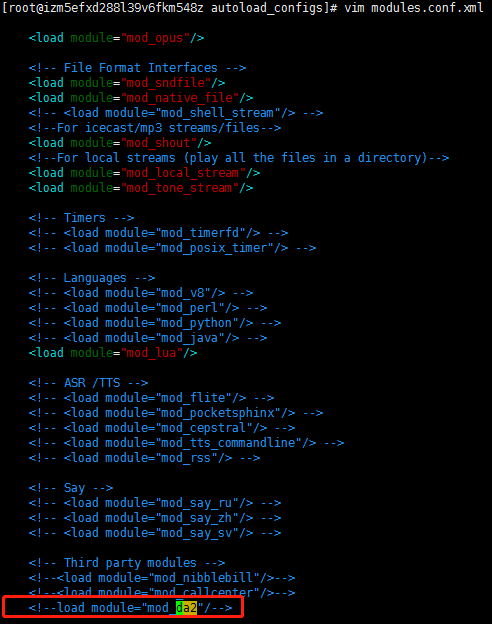 [root@izm5efxd288l39v6fkm548z autoload_configs]# vim modules.conf.xml
<load module="mod_opus"/>
<!-- File Format Interfaces -->
<load module="mod_sndfile"/>
<load module="mod_native_file"/>
<!-- <load module="mod_shell_stream"/> -->
<!--For icecast/mp3 streams/files-->
<load module="mod_shout"/>
<!--For local streams (play all the files in a directory)-->
<load module="mod_local_stream"/>
<load module="mod_tone_stream"/>
<!-- Timers -->
<!-- <load module="mod_timerfd"/> -->
<!-- <load module="mod_posix_timer"/> -->
<!-- Languages -->
<!-- <load module="mod_v8"/> -->
<!-- <load module="mod_perl"/> -->
<!-- <load module="mod_python"/> -->
<!-- <load module="mod_java"/> -->
<load module="mod_lua"/>
<!-- ASR /TTS -->
<!-- <load module="mod_flite"/> -->
<!-- <load module="mod_pocketsphinx"/> -->
<!-- <load module="mod_cepstral"/> -->
<!-- <load module="mod_tts_commandline"/> -->
<!-- <load module="mod_rss"/> -->
<!-- Say -->
<!-- <load module="mod_say_ru"/> -->
<!-- <load module="mod_say_zh"/> -->
<!-- <load module="mod_say_sv"/> -->
<!-- Third party modules -->
<!--<load module="mod_nibblebill"/>-->
<!--<load module="mod_callcenter"/>-->
<!--load module="mod_da2"/-->